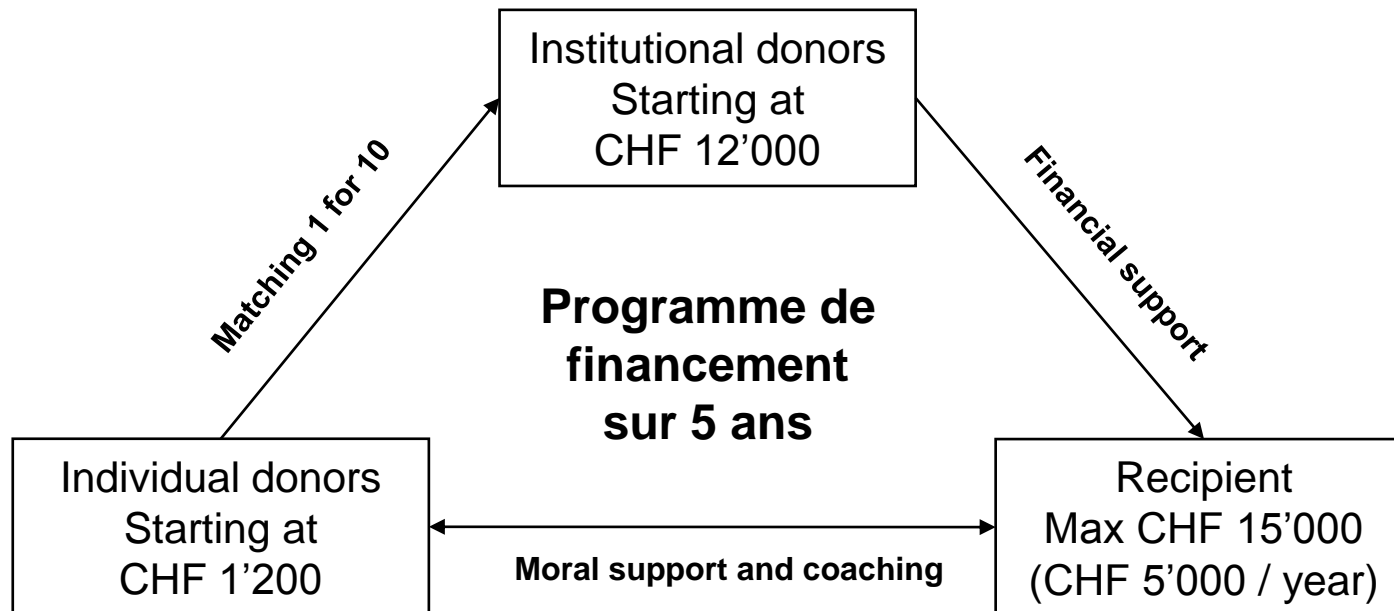 Institutional donors
Starting at
CHF 12’000
Matching 1 for 10
Financial support
Programme de
financement
sur 5 ans
Individual donors
Starting at
CHF 1’200
Moral support and coaching
Recipient
Max CHF 15’000
(CHF 5’000 / year)